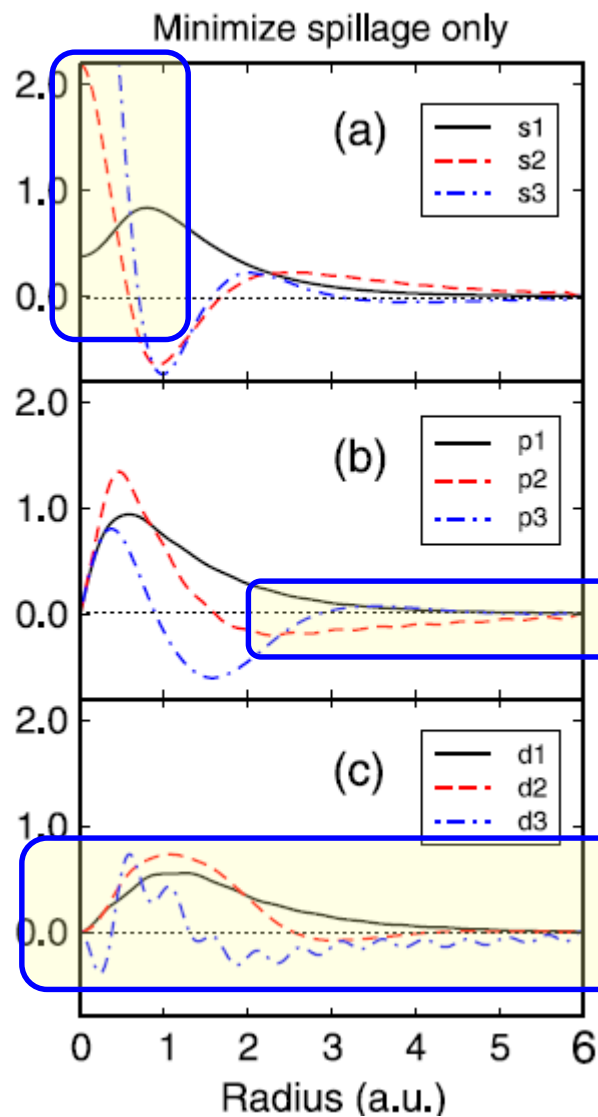 Minimize spillage only
2.0
1.0
0.0
(a)
s1
s2
s3
2.0
1.0
0.0
(b)
p1
p2
p3
2.0
1.0
0.0
(c)
d1
d2
d3
0 1 2 3 4 5 6
Radius (a.u.)